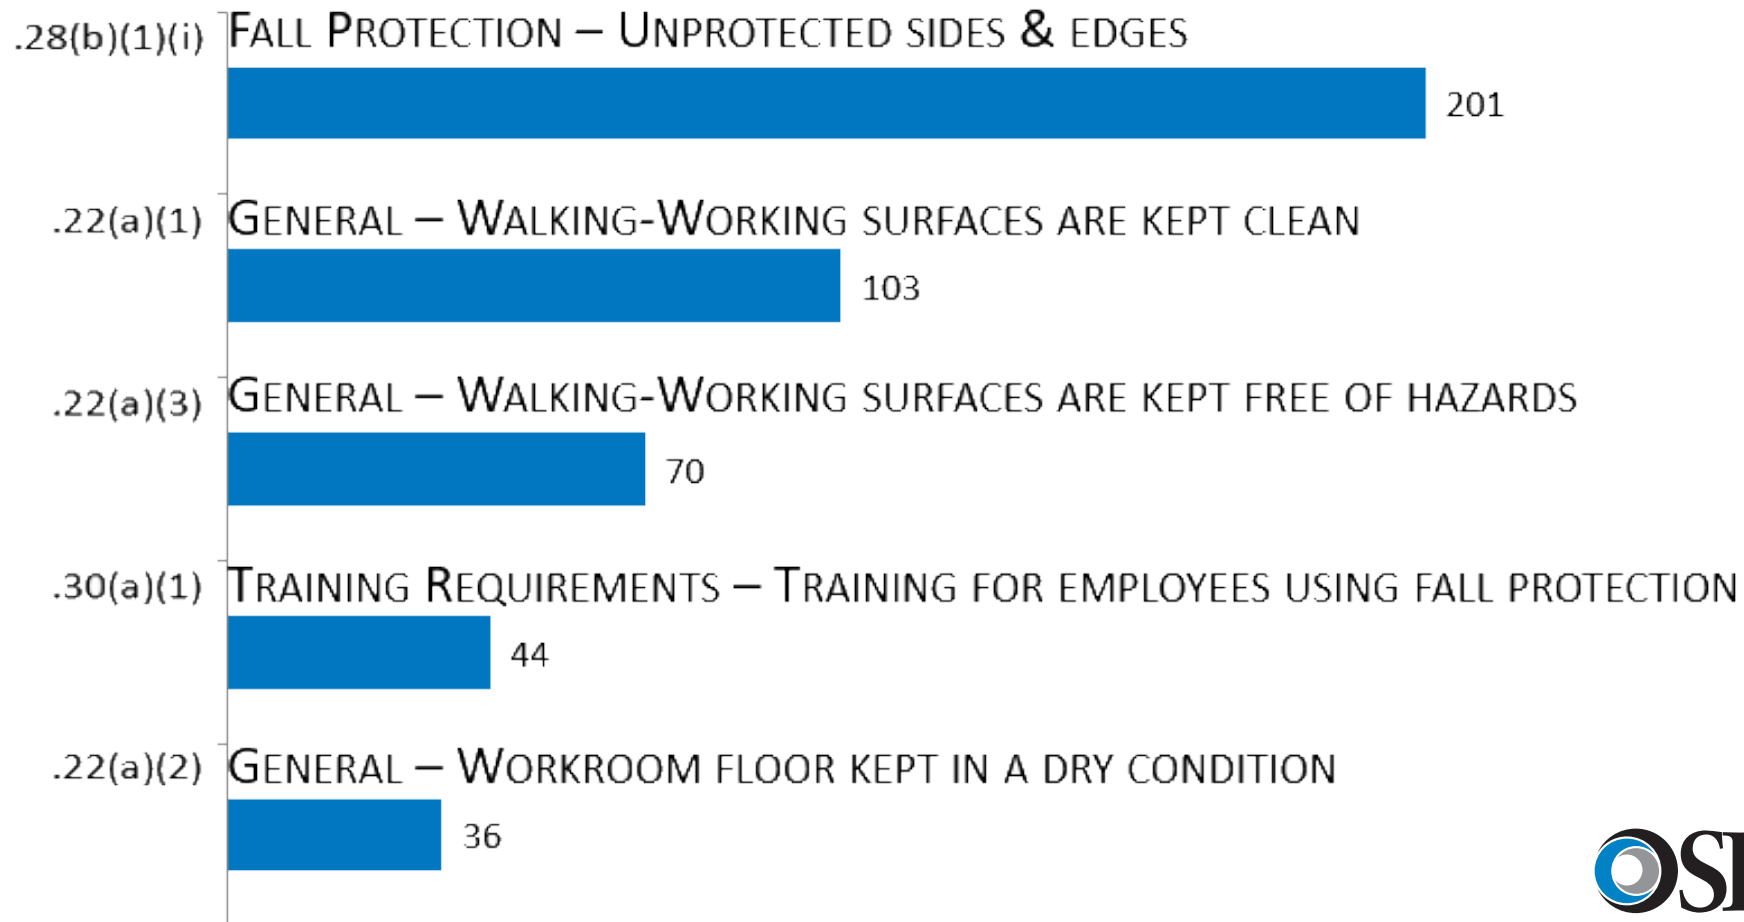 .28(b)(1)(i) FALL PROTECTION – UNPROTECTED SIDES & EDGES
201
.22(a)(1) GENERAL – WALKING-WORKING SURFACES ARE KEPT CLEAN
103
.22(a)(3) GENERAL – WALKING-WORKING SURFACES ARE KEPT FREE OF HAZARDS
70
.30(a)(1) TRAINING REQUIREMENTS – TRAINING FOR EMPLOYEES USING FALL PROTECTION
44
.22(a)(2) GENERAL – WORKROOM FLOOR KEPT IN A DRY CONDITION
36